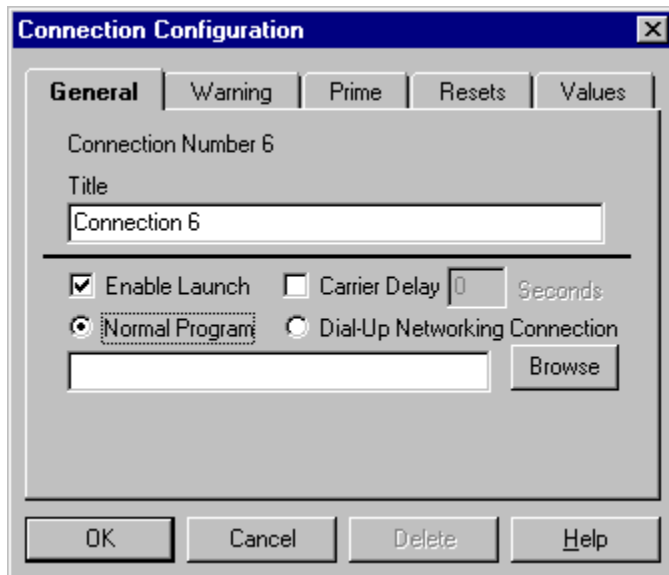 Connection Configuration
General Warning Prime Resets Values
Connection Number 6
Title
Connection 6
Enable Launch Carrier Delay 0 Seconds
Normal Program Dial-Up Networking Connection
Browse
OK Cancel Delete Help